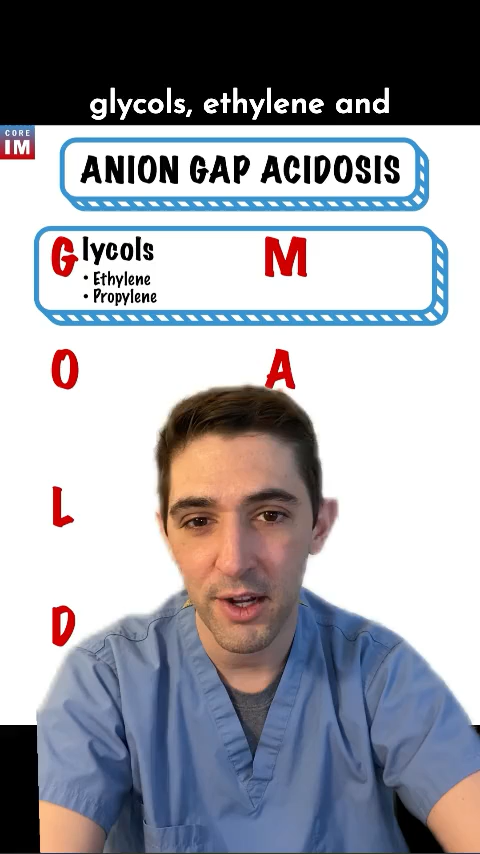 glycols, ethylene and
CORE
IM
ANION GAP ACIDOSIS
Glycols
• Ethylene
• Propylene
M
O
A
L
D